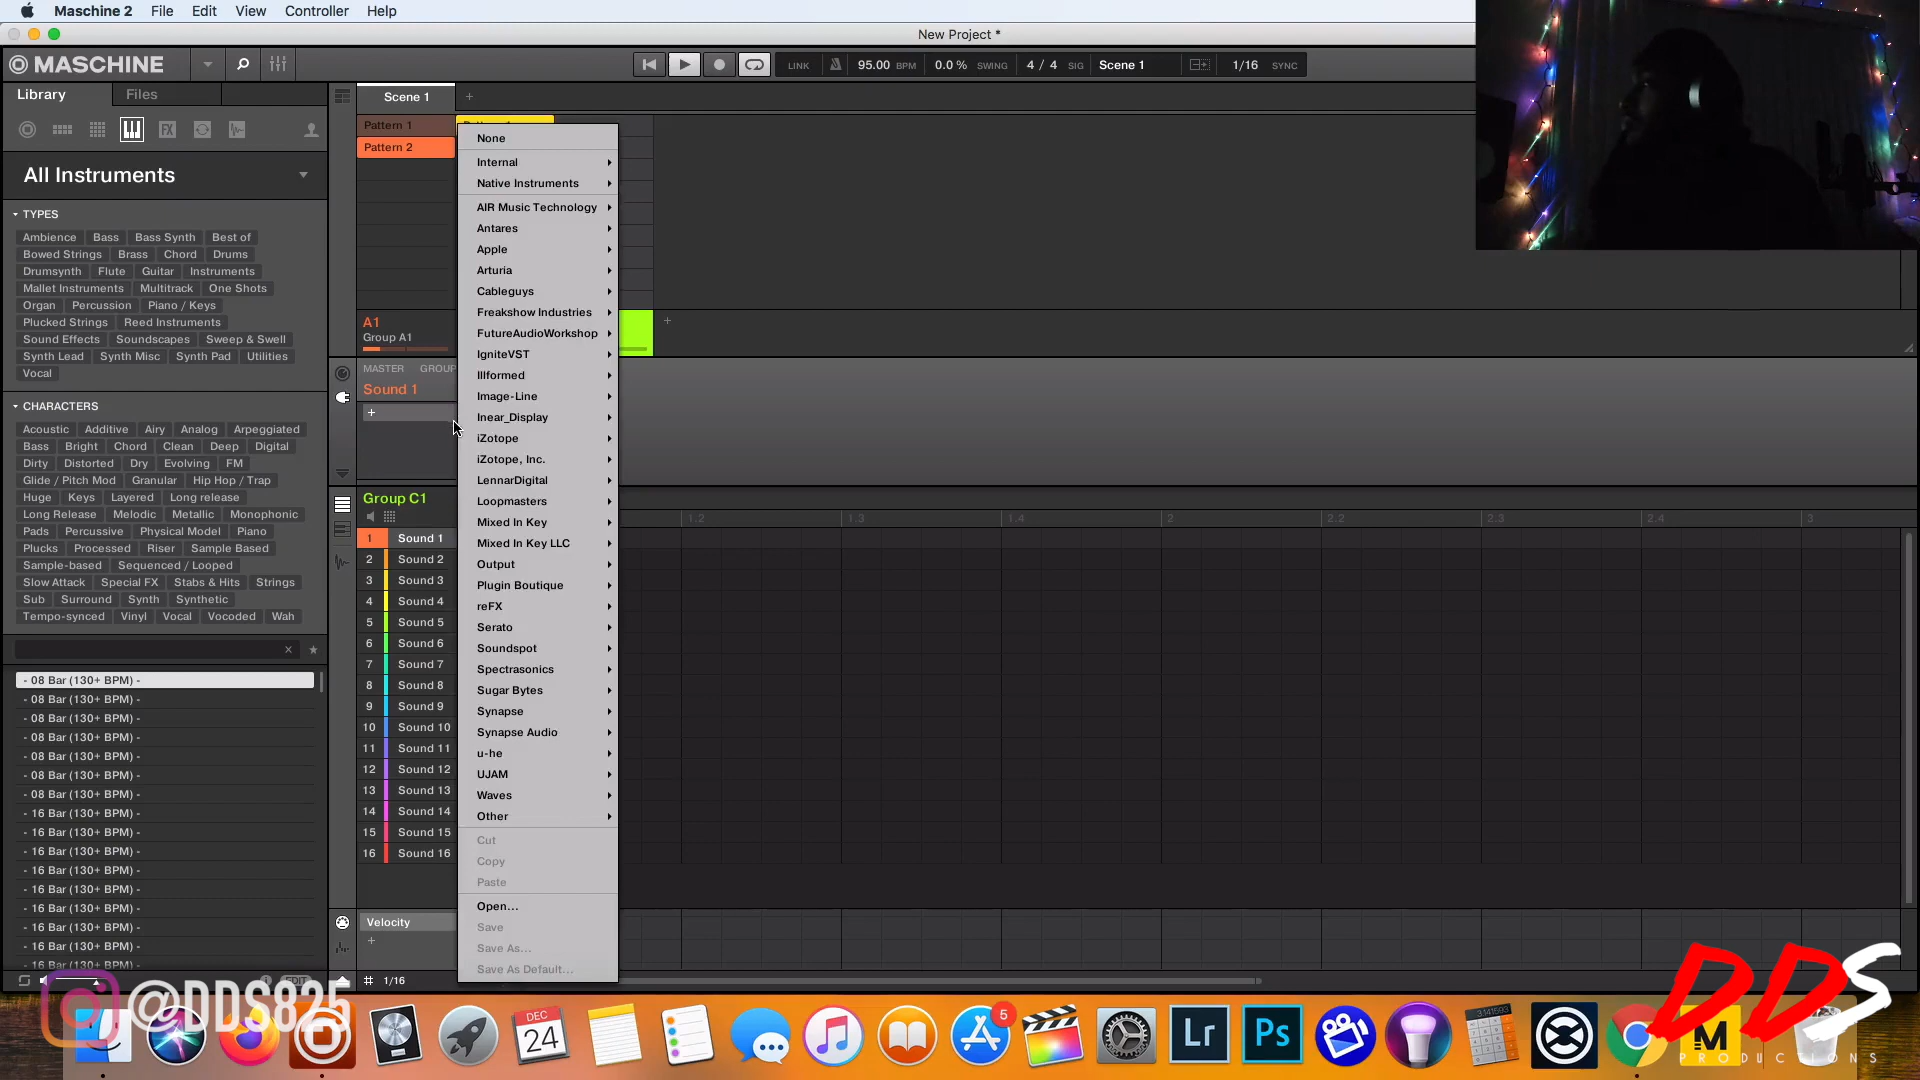 Maschine 2 File Edit View Controller Help
New Project *
MASCHINE
LINK 95.00 BPM 0.0 % SWING 4 / 4 SIG Scene 1 1/16 SYNC
Library Files
Scene 1 +
All Instruments
TYPES
Ambience Bass Bass Synth Best of
Bowed Strings Brass Chord Drums
Drumsynth Flute Guitar Instruments
Mallet Instruments Multitrack One Shots
Organ Percussion Piano / Keys
Plucked Strings Reed Instruments
Sound Effects Soundscapes Sweep & Swell
Synth Lead Synth Misc Synth Pad Utilities
Vocal
CHARACTERS
Acoustic Additive Airy Analog Arpeggiated
Bass Bright Chord Clean Deep Digital
Dirty Distorted Dry Evolving FM
Glide / Pitch Mod Granular Hip Hop / Trap
Huge Keys Layered Long release
Long Release Melodic Metallic Monophonic
Pads Percussive Physical Model Piano
Plucks Processed Riser Sample Based
Sample-based Sequenced / Looped
Slow Attack Special FX Stabs & Hits Strings
Sub Surround Synth Synthetic
Tempo-synced Vinyl Vocal Vocoded Wah
- 08 Bar (130+ BPM) -
- 08 Bar (130+ BPM) -
- 08 Bar (130+ BPM) -
- 08 Bar (130+ BPM) -
- 08 Bar (130+ BPM) -
- 08 Bar (130+ BPM) -
- 08 Bar (130+ BPM) -
- 16 Bar (130+ BPM) -
- 16 Bar (130+ BPM) -
- 16 Bar (130+ BPM) -
- 16 Bar (130+ BPM) -
- 16 Bar (130+ BPM) -
- 16 Bar (130+ BPM) -
- 16 Bar (130+ BPM) -
- 16 Bar (130+ BPM) -
- 16 Bar (130+ BPM) -
EDIT
Pattern 1
Pattern 2
A1
Group A1
+
MASTER GROUP
Sound 1
+
Group C1
1.2 1.3 1.4 2 2.2 2.3 2.4 3
1 Sound 1
2 Sound 2
3 Sound 3
4 Sound 4
5 Sound 5
6 Sound 6
7 Sound 7
8 Sound 8
9 Sound 9
10 Sound 10
11 Sound 11
12 Sound 12
13 Sound 13
14 Sound 14
15 Sound 15
16 Sound 16
Velocity
+
1/16
None
Internal
Native Instruments
AIR Music Technology
Antares
Apple
Arturia
Cableguys
Freakshow Industries
FutureAudioWorkshop
IgniteVST
Illformed
Image-Line
Inear_Display
iZotope
iZotope, Inc.
LennarDigital
Loopmasters
Mixed In Key
Mixed In Key LLC
Output
Plugin Boutique
reFX
Serato
Soundspot
Spectrasonics
Sugar Bytes
Synapse
Synapse Audio
u-he
UJAM
Waves
Other
Cut
Copy
Paste
Open...
Save
Save As...
Save As Default...
@DDS825
DEC
24
5
Lr
Ps
M
DDS
PRODUCTIONS